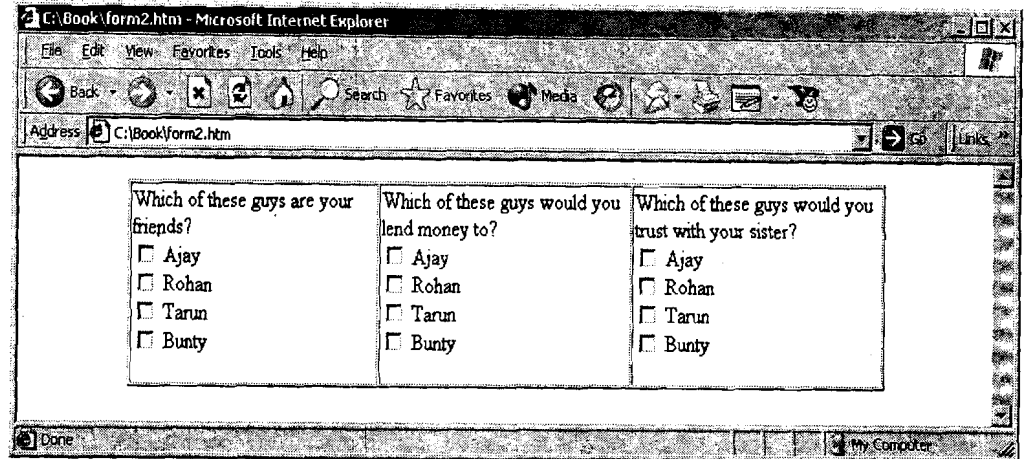 C:\Book\form2.htm - Microsoft Internet Explorer
File Edit View Favorites Tools Help
Back Search Favorites Media
Address C:\Book\form2.htm Go Links »
Which of these guys are your
friends?
Ajay
Rohan
Tarun
Bunty
Which of these guys would you
lend money to?
Ajay
Rohan
Tarun
Bunty
Which of these guys would you
trust with your sister?
Ajay
Rohan
Tarun
Bunty
Done My Computer